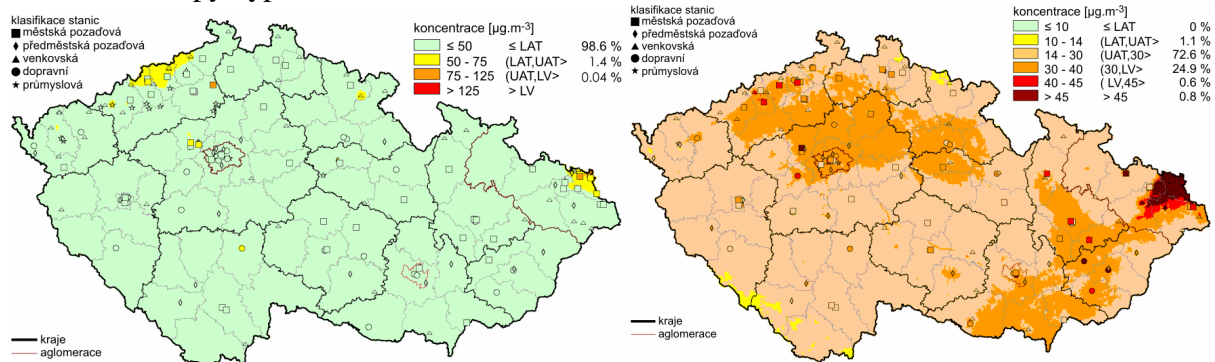 klasifikace stanic
městská pozaďová
předměstská pozaďová
venkovská
dopravní
průmyslová
koncentrace [µg.m-3]
≤ 50 ≤ LAT 98.6 %
50 - 75 (LAT,UAT> 1.4 %
75 - 125 (UAT,LV> 0.04 %
> 125 > LV
kraje
aglomerace
klasifikace stanic
městská pozaďová
předměstská pozaďová
venkovská
dopravní
průmyslová
koncentrace [µg.m-3]
≤ 10 ≤ LAT 0 %
10 - 14 (LAT,UAT> 1.1 %
14 - 30 (UAT,30> 72.6 %
30 - 40 (30,LV> 24.9 %
40 - 45 ( LV,45> 0.6 %
> 45 > 45 0.8 %
kraje
aglomerace